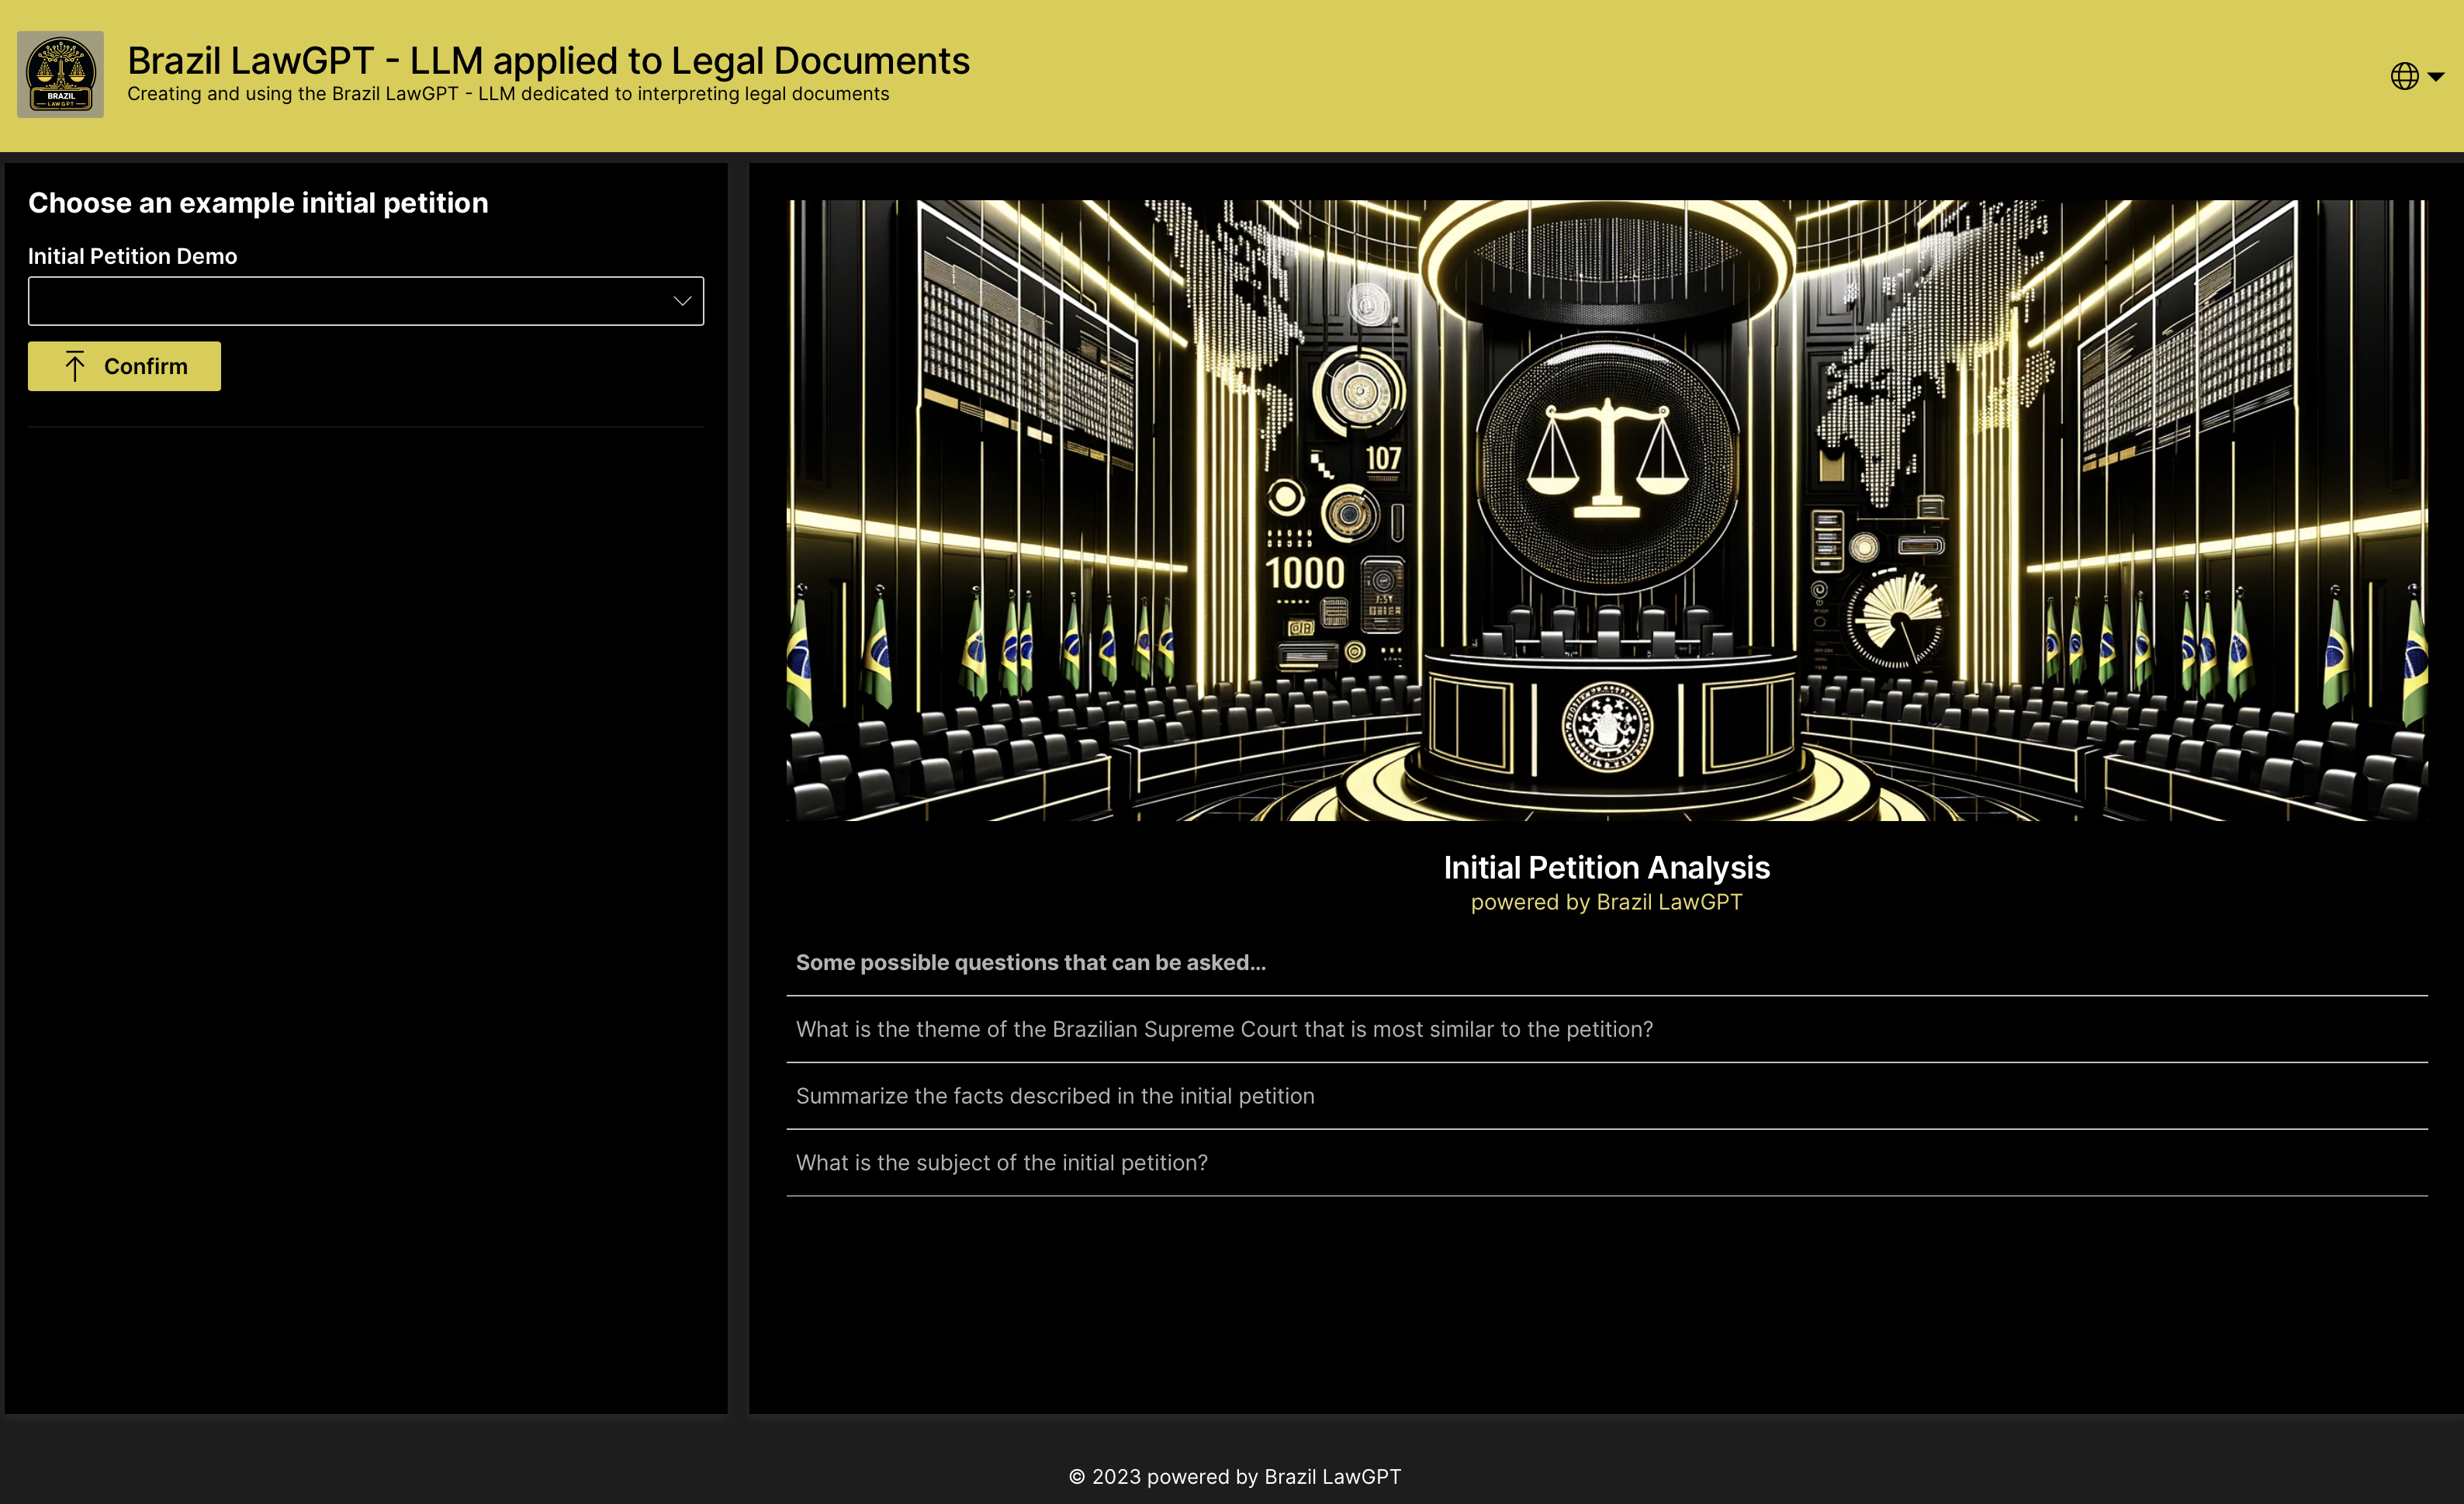 BRAZIL
LAWGPT
Brazil LawGPT - LLM applied to Legal Documents
Creating and using the Brazil LawGPT - LLM dedicated to interpreting legal documents
Choose an example initial petition
Initial Petition Demo
Confirm
107
1000
Initial Petition Analysis
powered by Brazil LawGPT
Some possible questions that can be asked...
What is the theme of the Brazilian Supreme Court that is most similar to the petition?
Summarize the facts described in the initial petition
What is the subject of the initial petition?
© 2023 powered by Brazil LawGPT